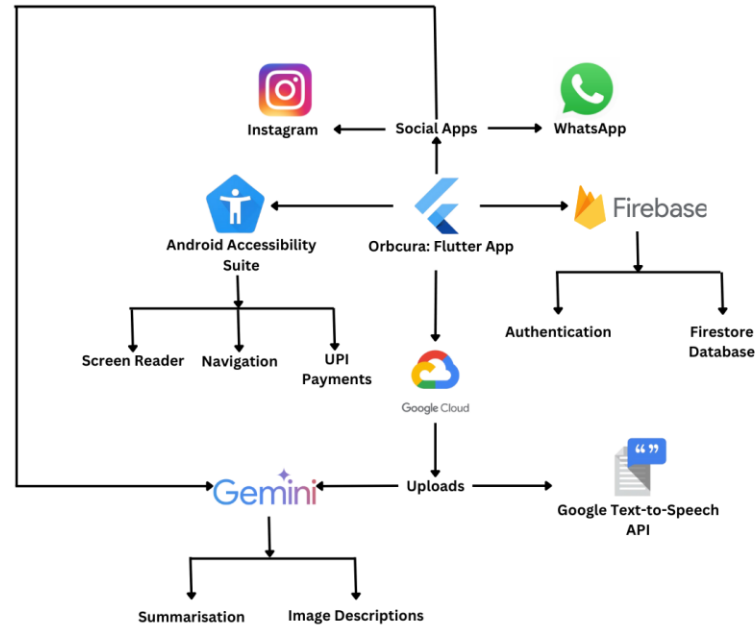 Instagram
Social Apps
WhatsApp
Android Accessibility
Suite
Orbcura: Flutter App
Firebase
Screen Reader
Navigation
UPI
Payments
Authentication
Firestore
Database
Google Cloud
Gemini
Uploads
Google Text-to-Speech
API
Summarisation
Image Descriptions